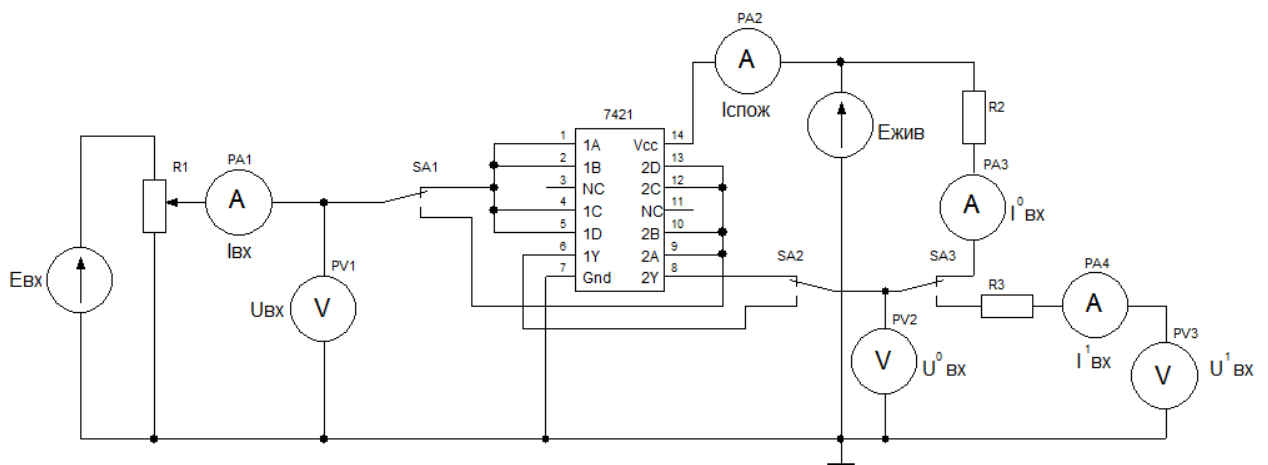 PA2
A
Iспож
7421
1 1A Vcc 14
2 1B 2D 13
3 NC 2C 12
4 1C NC 11
5 1D 2B 10
6 1Y 2A 9
7 Gnd 2Y 8
Eжив
R2
PA3
A
I⁰вх
R1
PA1
A
Iвх
SA1
Eвх
PV1
V
Uвх
SA2
SA3
R3
PA4
A
I¹вх
PV2
V
U⁰вх
PV3
V
U¹вх